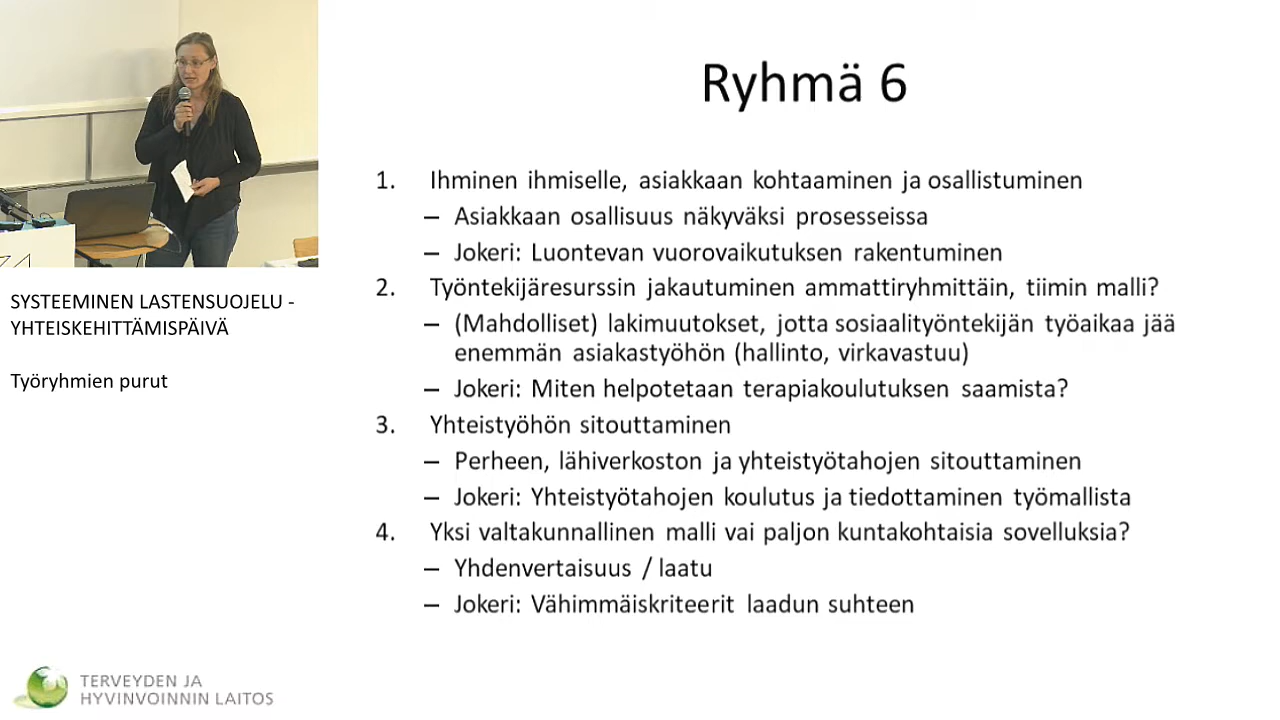 Ryhmä 6
1. Ihminen ihmiselle, asiakkaan kohtaaminen ja osallistuminen
– Asiakkaan osallisuus näkyväksi prosesseissa
– Jokeri: Luontevan vuorovaikutuksen rakentuminen
2. Työntekijäresurssin jakautuminen ammattiryhmittäin, tiimin malli?
– (Mahdolliset) lakimuutokset, jotta sosiaalityöntekijän työaikaa jää
enemmän asiakastyöhön (hallinto, virkavastuu)
– Jokeri: Miten helpotetaan terapiakoulutuksen saamista?
3. Yhteistyöhön sitouttaminen
– Perheen, lähiverkoston ja yhteistyötahojen sitouttaminen
– Jokeri: Yhteistyötahojen koulutus ja tiedottaminen työmallista
4. Yksi valtakunnallinen malli vai paljon kuntakohtaisia sovelluksia?
– Yhdenvertaisuus / laatu
– Jokeri: Vähimmäiskriteerit laadun suhteen
SYSTEEMINEN LASTENSUOJELU -
YHTEISKEHITTÄMISPÄIVÄ
Työryhmien purut
TERVEYDEN JA
HYVINVOINNIN LAITOS